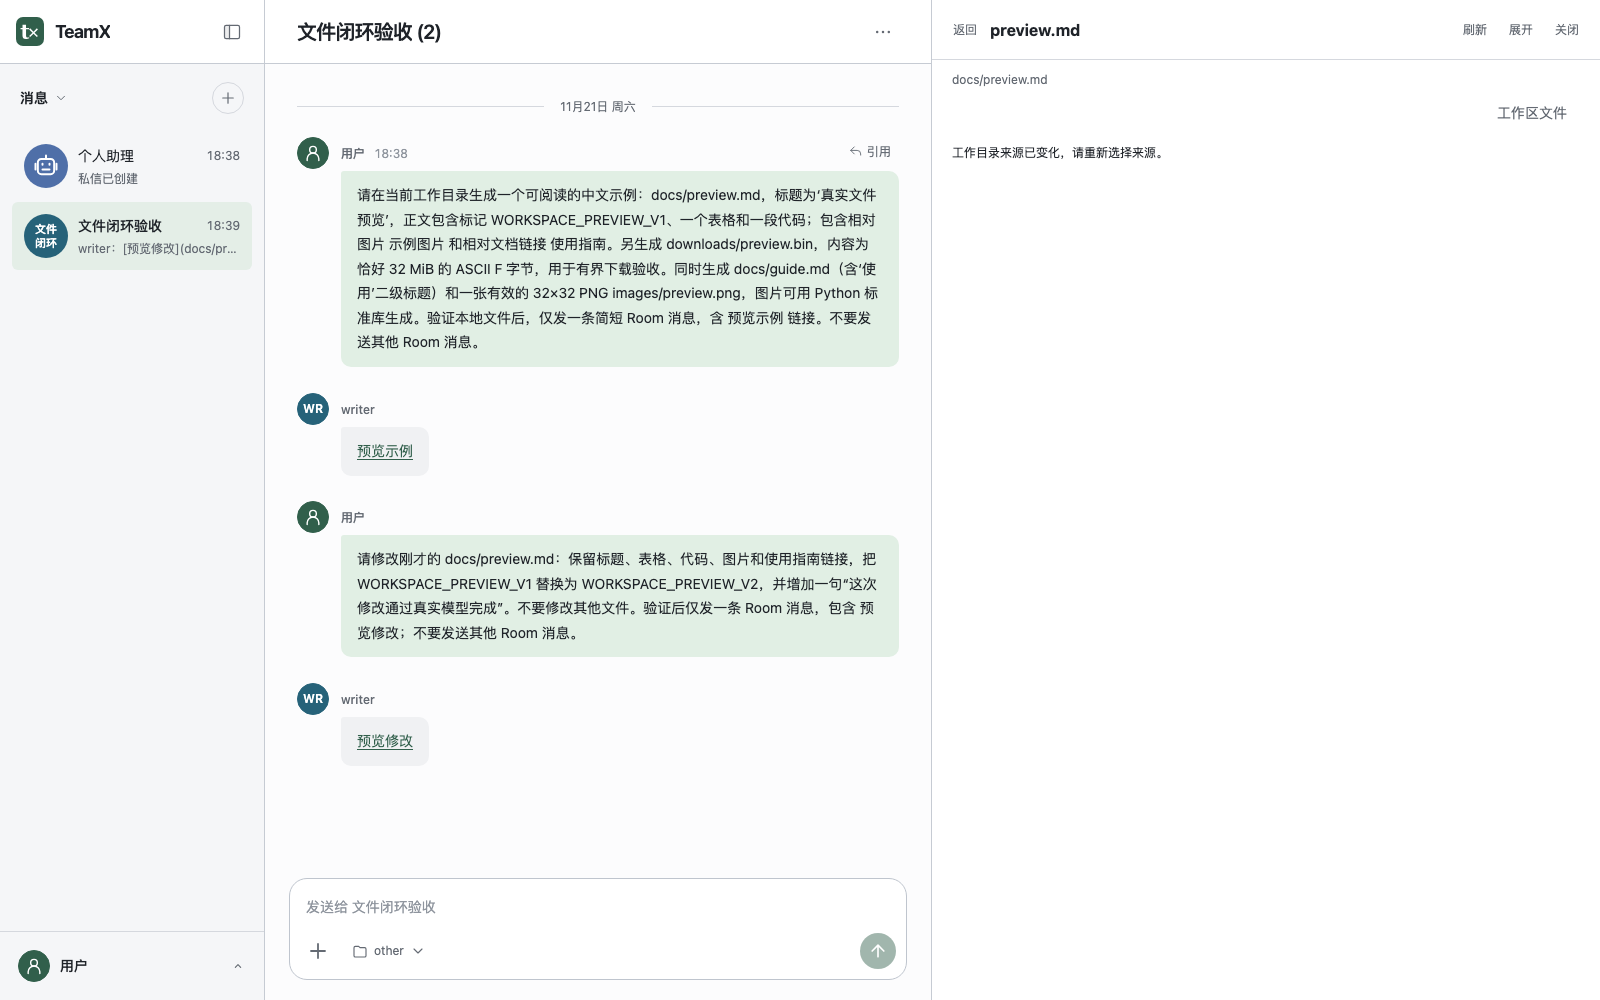 tx TeamX
消息
个人助理 18:38
私信已创建
文件
闭环
文件闭环验收 18:39
writer：[预览修改](docs/pr...
用户
文件闭环验收 (2)
11月21日 周六
用户 18:38 引用
请在当前工作目录生成一个可阅读的中文示例：docs/preview.md，标题为‘真实文件
预览’，正文包含标记 WORKSPACE_PREVIEW_V1、一个表格和一段代码；包含相对
图片 示例图片 和相对文档链接 使用指南。另生成 downloads/preview.bin，内容为
恰好 32 MiB 的 ASCII F 字节，用于有界下载验收。同时生成 docs/guide.md（含‘使
用’二级标题）和一张有效的 32×32 PNG images/preview.png，图片可用 Python 标
准库生成。验证本地文件后，仅发一条简短 Room 消息，含 预览示例 链接。不要发
送其他 Room 消息。
WR writer
预览示例
用户
请修改刚才的 docs/preview.md：保留标题、表格、代码、图片和使用指南链接，把
WORKSPACE_PREVIEW_V1 替换为 WORKSPACE_PREVIEW_V2，并增加一句“这次
修改通过真实模型完成”。不要修改其他文件。验证后仅发一条 Room 消息，包含 预
览修改；不要发送其他 Room 消息。
WR writer
预览修改
发送给 文件闭环验收
other
返回 preview.md 刷新 展开 关闭
docs/preview.md
工作区文件
工作目录来源已变化，请重新选择来源。